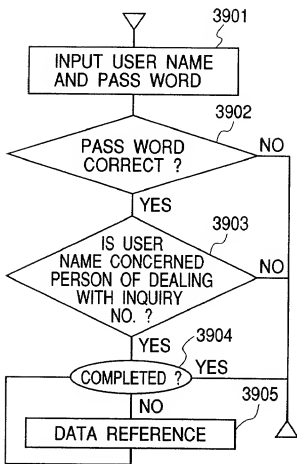 3901
INPUT USER NAME
AND PASS WORD
3902
PASS WORD
CORRECT ?
NO
YES
3903
IS USER
NAME CONCERNED
PERSON OF DEALING
WITH INQUIRY
NO. ?
NO
YES
3904
COMPLETED ?
YES
NO
3905
DATA REFERENCE